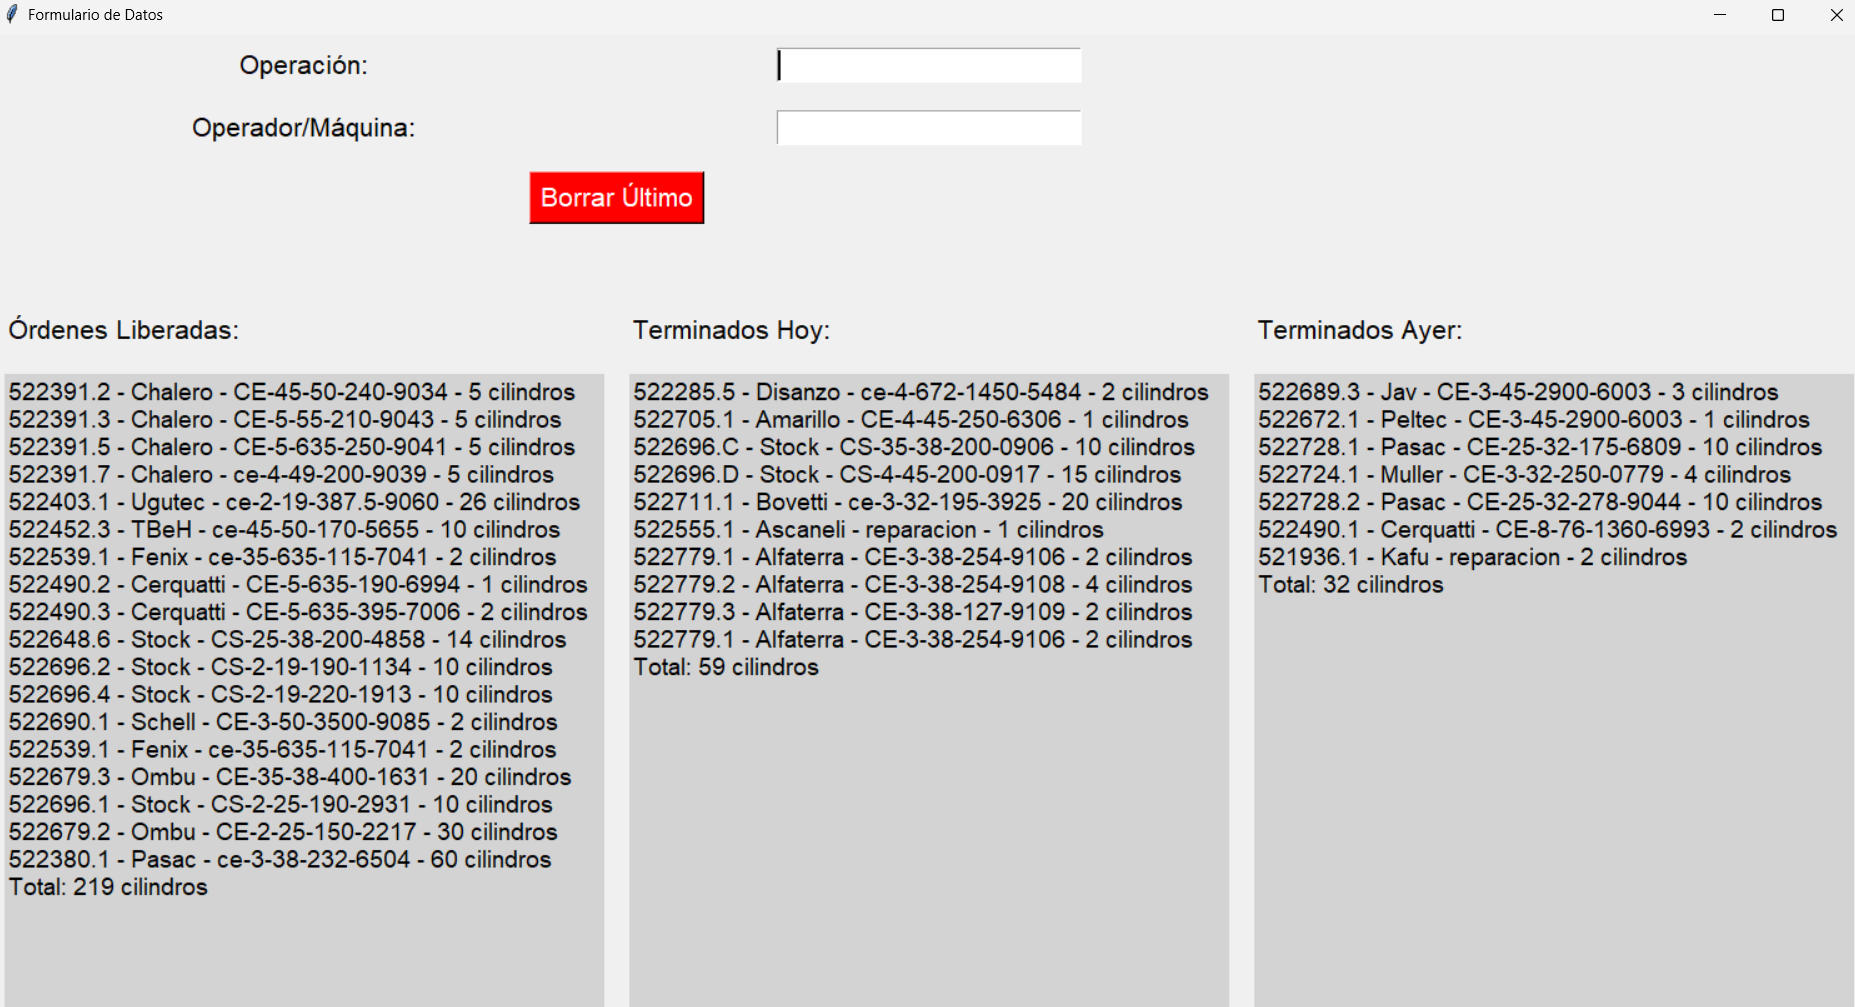 Formulario de Datos
Operación:
Operador/Máquina:
Borrar Último
Órdenes Liberadas:
522391.2 - Chalero - CE-45-50-240-9034 - 5 cilindros
522391.3 - Chalero - CE-5-55-210-9043 - 5 cilindros
522391.5 - Chalero - CE-5-635-250-9041 - 5 cilindros
522391.7 - Chalero - ce-4-49-200-9039 - 5 cilindros
522403.1 - Ugutec - ce-2-19-387.5-9060 - 26 cilindros
522452.3 - TBeH - ce-45-50-170-5655 - 10 cilindros
522539.1 - Fenix - ce-35-635-115-7041 - 2 cilindros
522490.2 - Cerquatti - CE-5-635-190-6994 - 1 cilindros
522490.3 - Cerquatti - CE-5-635-395-7006 - 2 cilindros
522648.6 - Stock - CS-25-38-200-4858 - 14 cilindros
522696.2 - Stock - CS-2-19-190-1134 - 10 cilindros
522696.4 - Stock - CS-2-19-220-1913 - 10 cilindros
522690.1 - Schell - CE-3-50-3500-9085 - 2 cilindros
522539.1 - Fenix - ce-35-635-115-7041 - 2 cilindros
522679.3 - Ombu - CE-35-38-400-1631 - 20 cilindros
522696.1 - Stock - CS-2-25-190-2931 - 10 cilindros
522679.2 - Ombu - CE-2-25-150-2217 - 30 cilindros
522380.1 - Pasac - ce-3-38-232-6504 - 60 cilindros
Total: 219 cilindros
Terminados Hoy:
522285.5 - Disanzo - ce-4-672-1450-5484 - 2 cilindros
522705.1 - Amarillo - CE-4-45-250-6306 - 1 cilindros
522696.C - Stock - CS-35-38-200-0906 - 10 cilindros
522696.D - Stock - CS-4-45-200-0917 - 15 cilindros
522711.1 - Bovetti - ce-3-32-195-3925 - 20 cilindros
522555.1 - Ascaneli - reparacion - 1 cilindros
522779.1 - Alfaterra - CE-3-38-254-9106 - 2 cilindros
522779.2 - Alfaterra - CE-3-38-254-9108 - 4 cilindros
522779.3 - Alfaterra - CE-3-38-127-9109 - 2 cilindros
522779.1 - Alfaterra - CE-3-38-254-9106 - 2 cilindros
Total: 59 cilindros
Terminados Ayer:
522689.3 - Jav - CE-3-45-2900-6003 - 3 cilindros
522672.1 - Peltec - CE-3-45-2900-6003 - 1 cilindros
522728.1 - Pasac - CE-25-32-175-6809 - 10 cilindros
522724.1 - Muller - CE-3-32-250-0779 - 4 cilindros
522728.2 - Pasac - CE-25-32-278-9044 - 10 cilindros
522490.1 - Cerquatti - CE-8-76-1360-6993 - 2 cilindros
521936.1 - Kafu - reparacion - 2 cilindros
Total: 32 cilindros